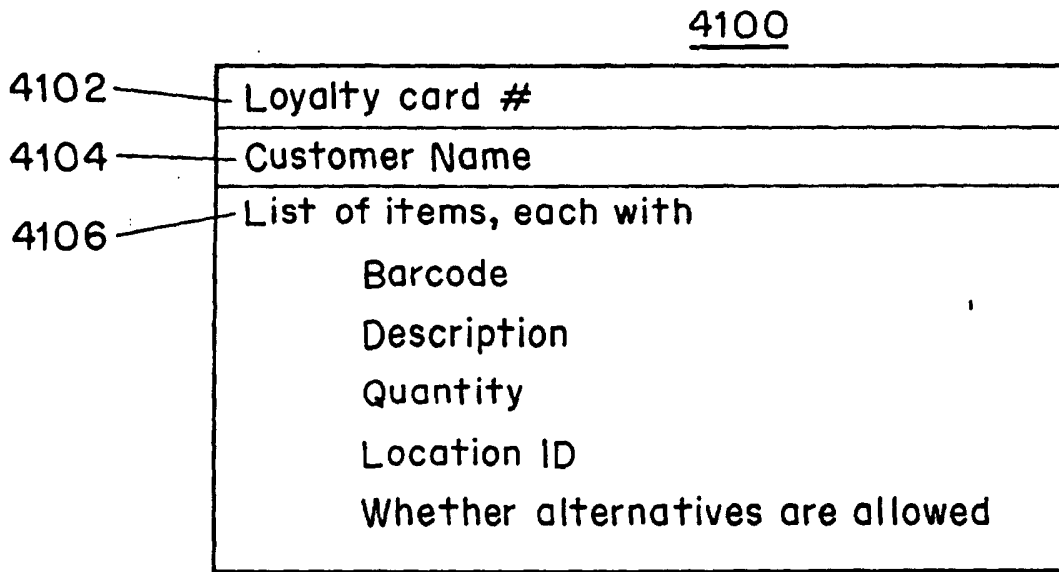 4100
4102 Loyalty card #
4104 Customer Name
4106 List of items, each with
Barcode
Description
Quantity
Location ID
Whether alternatives are allowed